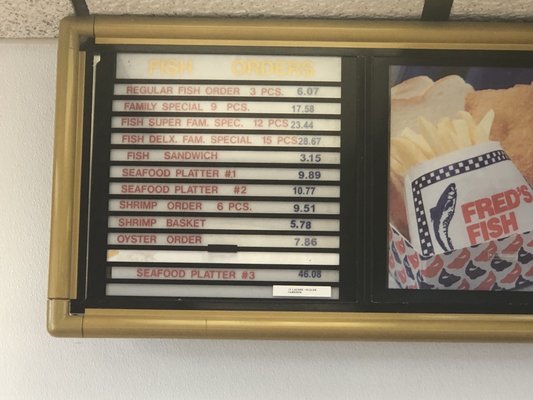 FISH ORDERS
REGULAR FISH ORDER 3 PCS. 6.07
FAMILY SPECIAL 9 PCS. 17.58
FISH SUPER FAM. SPEC. 12 PCS 23.44
FISH DELX. FAM. SPECIAL 15 PCS 28.67
FISH SANDWICH 3.15
SEAFOOD PLATTER #1 9.89
SEAFOOD PLATTER #2 10.77
SHRIMP ORDER 6 PCS. 9.51
SHRIMP BASKET 5.78
OYSTER ORDER 7.86
SEAFOOD PLATTER #3 46.08
FRED'S
FISH